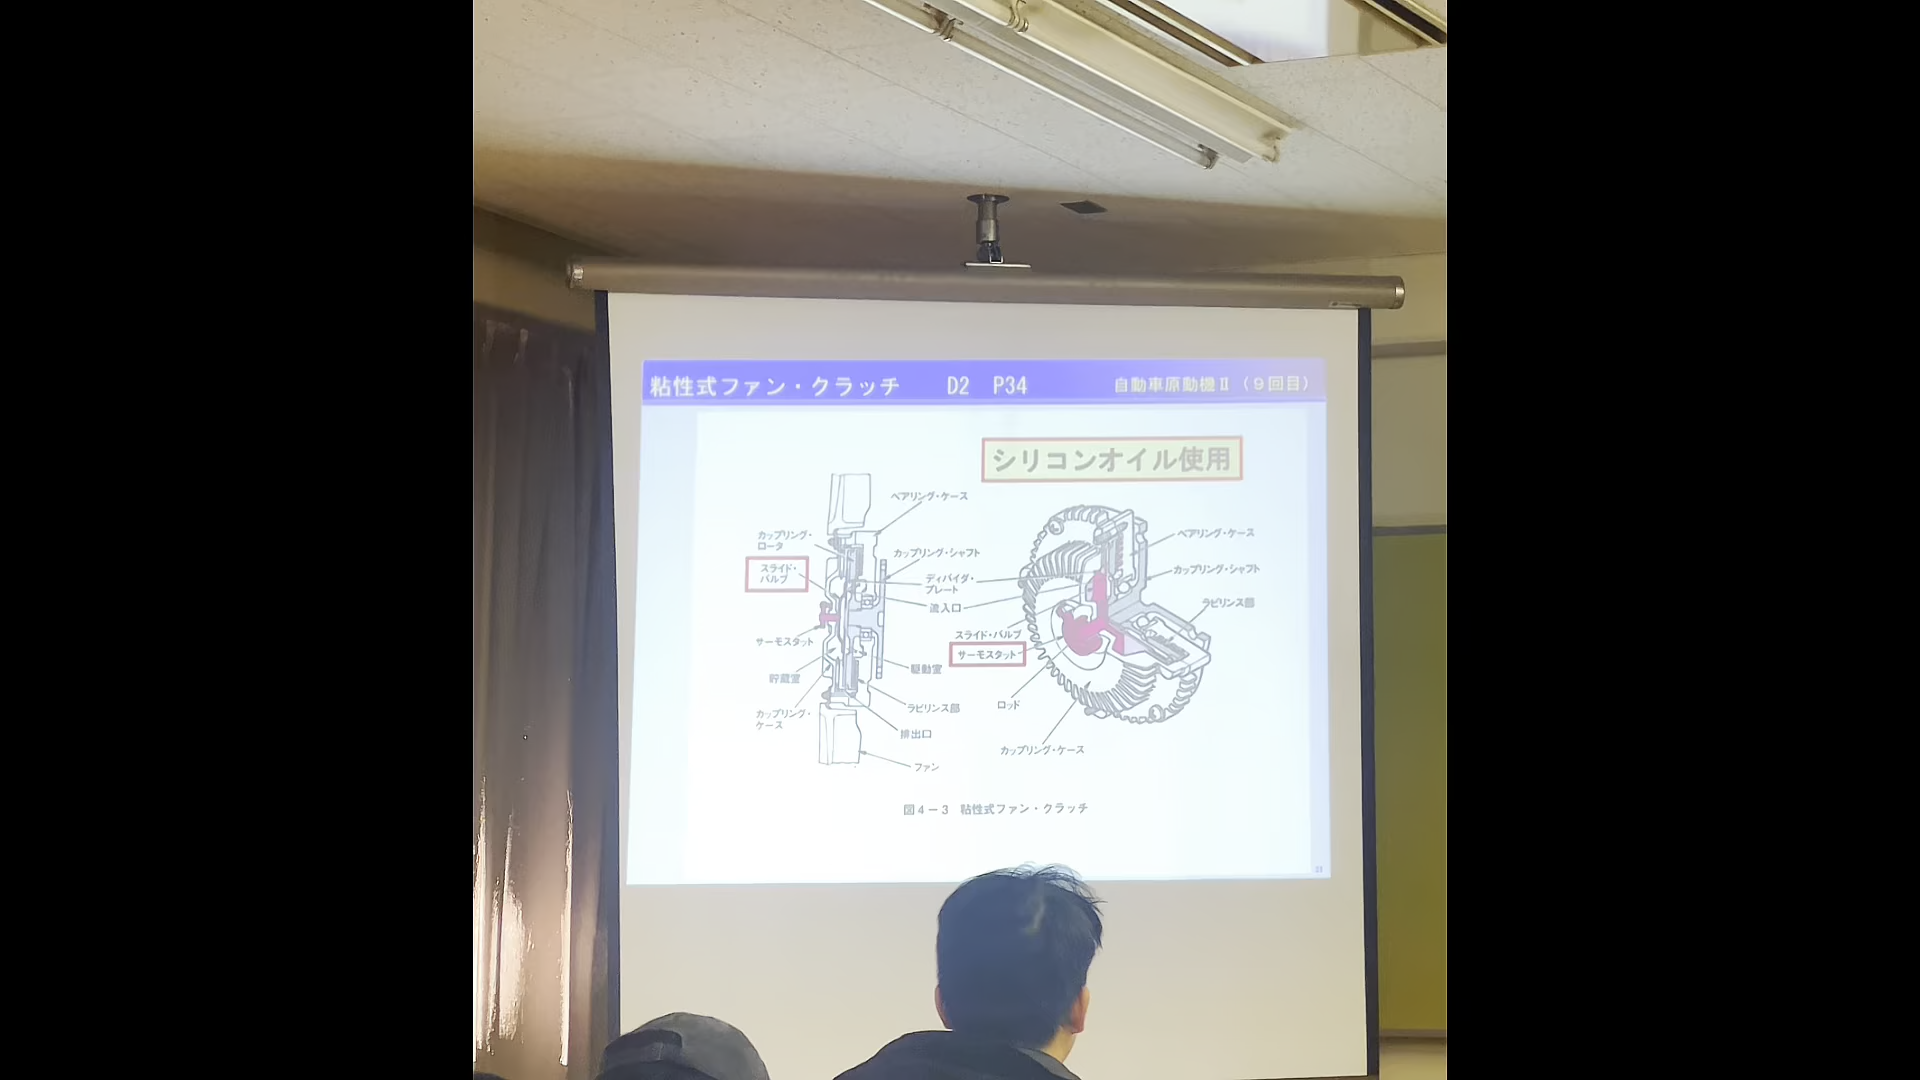 粘性式ファン・クラッチ D2 P34 自動車原動機Ⅱ（９回目）
シリコンオイル使用
ベアリング・ケース
カップリング・
ロータ
カップリング・シャフト
スライド・
バルブ
ディバイダ・
プレート
流入口
サーモスタット
貯蔵室
駆動室
カップリング・
ケース
ラビリンス部
排出口
ファン
ベアリング・ケース
カップリング・シャフト
ラビリンス部
スライド・バルブ
サーモスタット
ロッド
カップリング・ケース
図４－３ 粘性式ファン・クラッチ